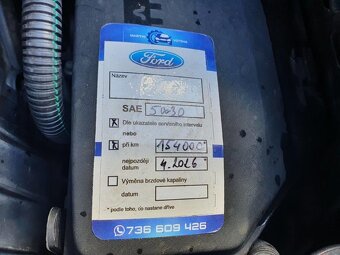 Ford
Název
SAE 5W30
Dle ukazatele servisního intervalu
nebo
při km 154000
nejpozději
datum 4.2026
Výměna brzdové kapaliny
datum
* podle toho, co nastane dříve
736 609 426